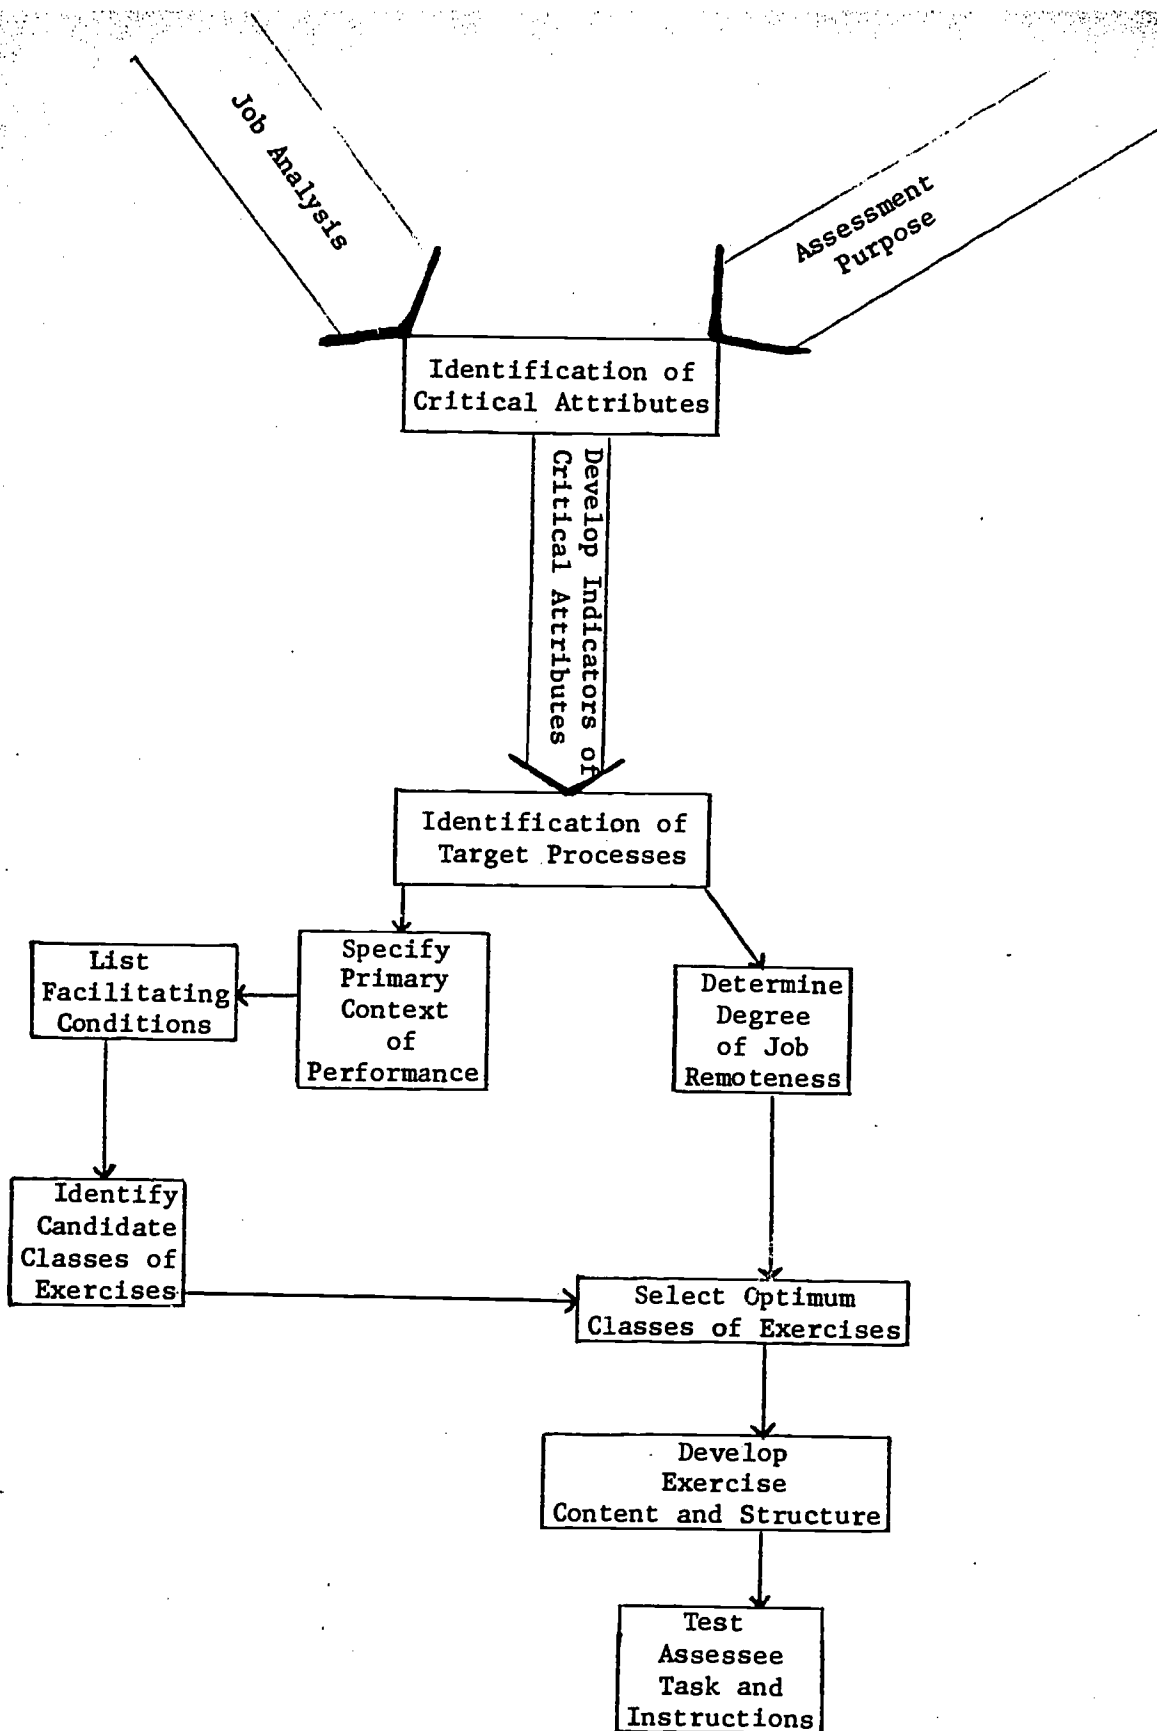 Job Analysis
Assessment
Purpose
Identification of
Critical Attributes
Develop Indicators of
Critical Attributes
Identification of
Target Processes
List
Facilitating
Conditions
Specify
Primary
Context
of
Performance
Determine
Degree
of Job
Remoteness
Identify
Candidate
Classes of
Exercises
Select Optimum
Classes of Exercises
Develop
Exercise
Content and Structure
Test
Assessee
Task and
Instructions